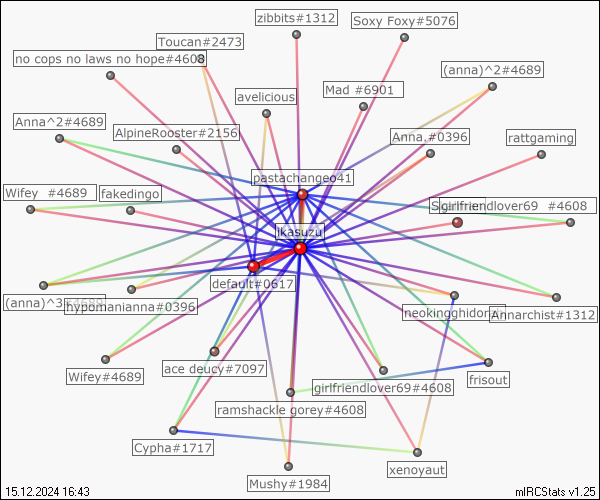 zibbits#1312
Soxy Foxy#5076
Toucan#2473
no cops no laws no hope#4608
(anna)^2#4689
Mad #6901
avelicious
Anna^2#4689
AlpineRooster#2156
Anna.#0396
rattgaming
pastachangeo41
Wifey #4689
fakedingo
girlfriendlover69 #4608
Ikasuzu
default#0617
(anna)^3
hypomanianna#0396
neokingghidorah
Annarchist#1312
Wifey#4689
ace deucy#7097
girlfriendlover69#4608
frisout
ramshackle gorey#4608
Cypha#1717
xenoyaut
Mushy#1984
15.12.2024 16:43
mIRCStats v1.25